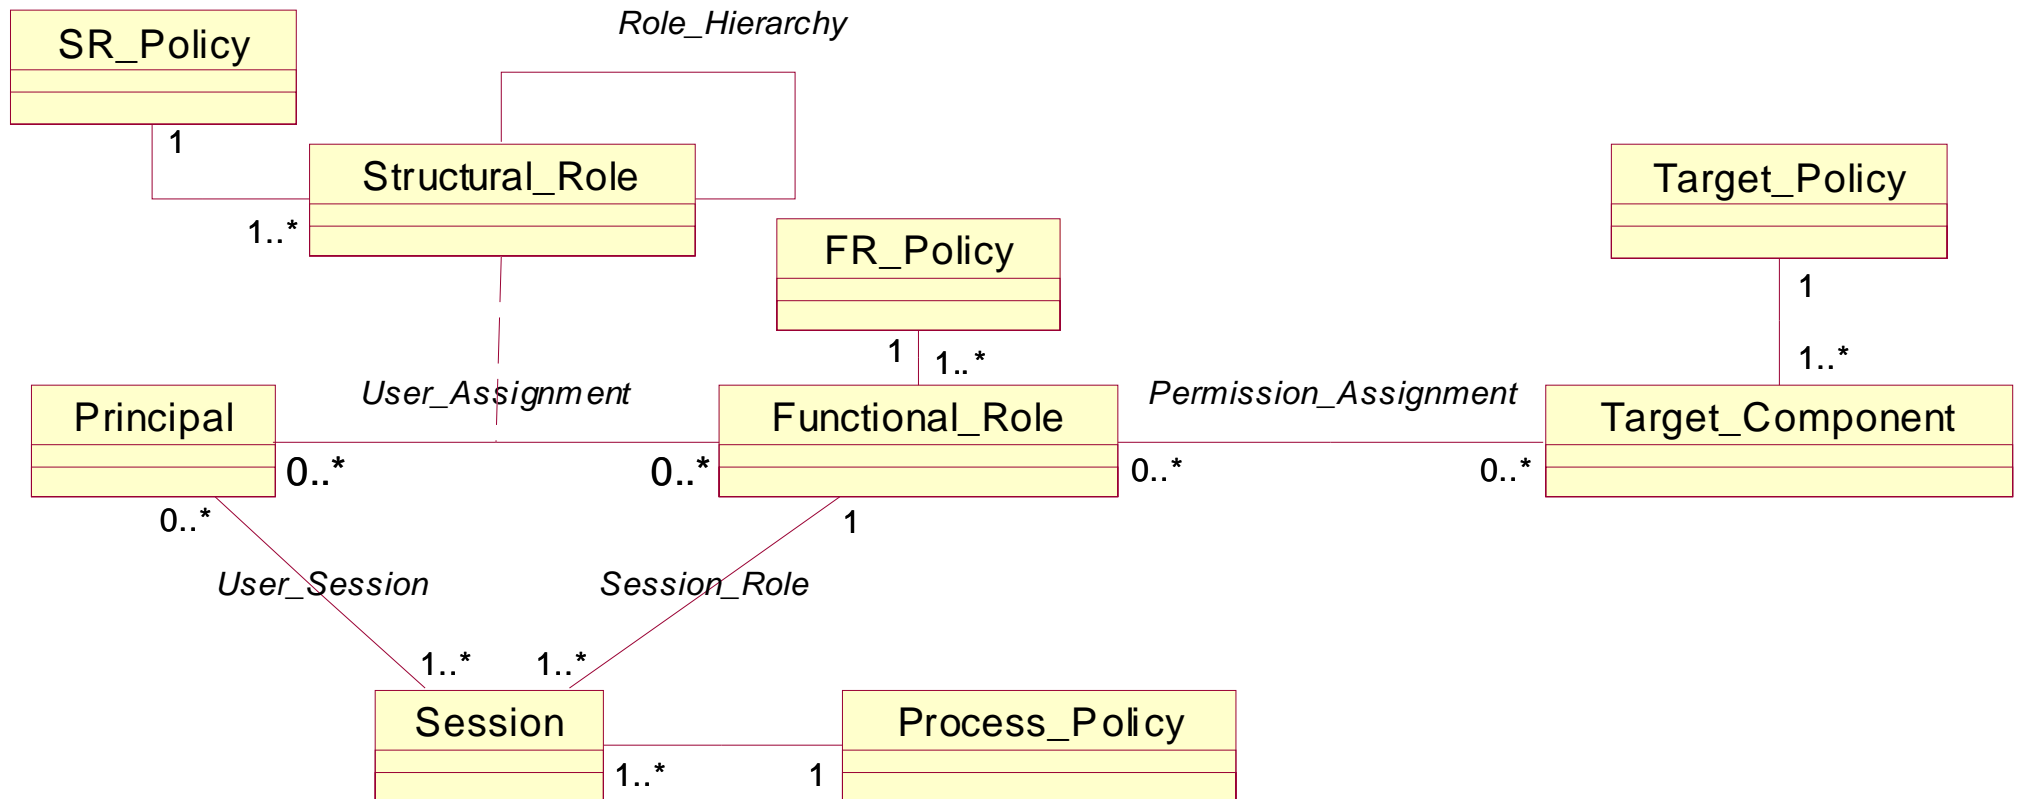 Role_Hierarchy
SR_Policy
1
Structural_Role
1..*
Target_Policy
1
1..*
FR_Policy
1
1..*
User_Assignment
Permission_Assignment
Principal
0..*
0..*
Functional_Role
0..*
0..*
Target_Component
0..*
1
User_Session
Session_Role
1..*
1..*
Session
1..*
1
Process_Policy